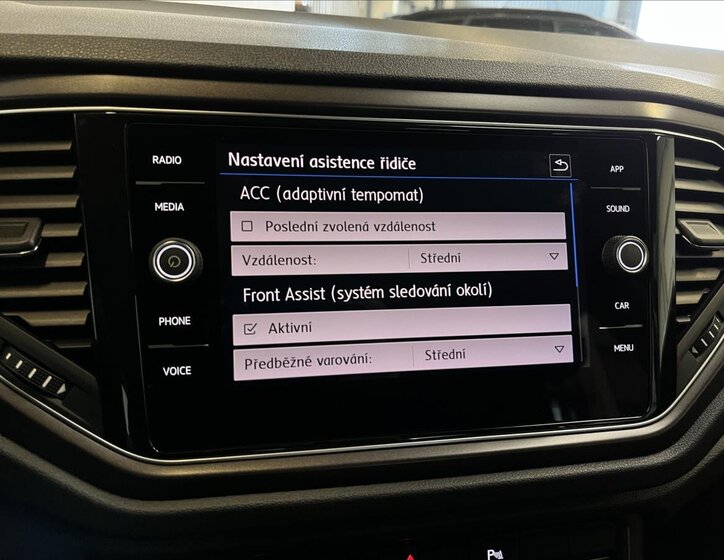 RADIO
MEDIA
PHONE
VOICE
Nastavení asistence řidiče
ACC (adaptivní tempomat)
Poslední zvolená vzdálenost
Vzdálenost: Střední
Front Assist (systém sledování okolí)
Aktivní
Předběžné varování: Střední
APP
SOUND
CAR
MENU
P